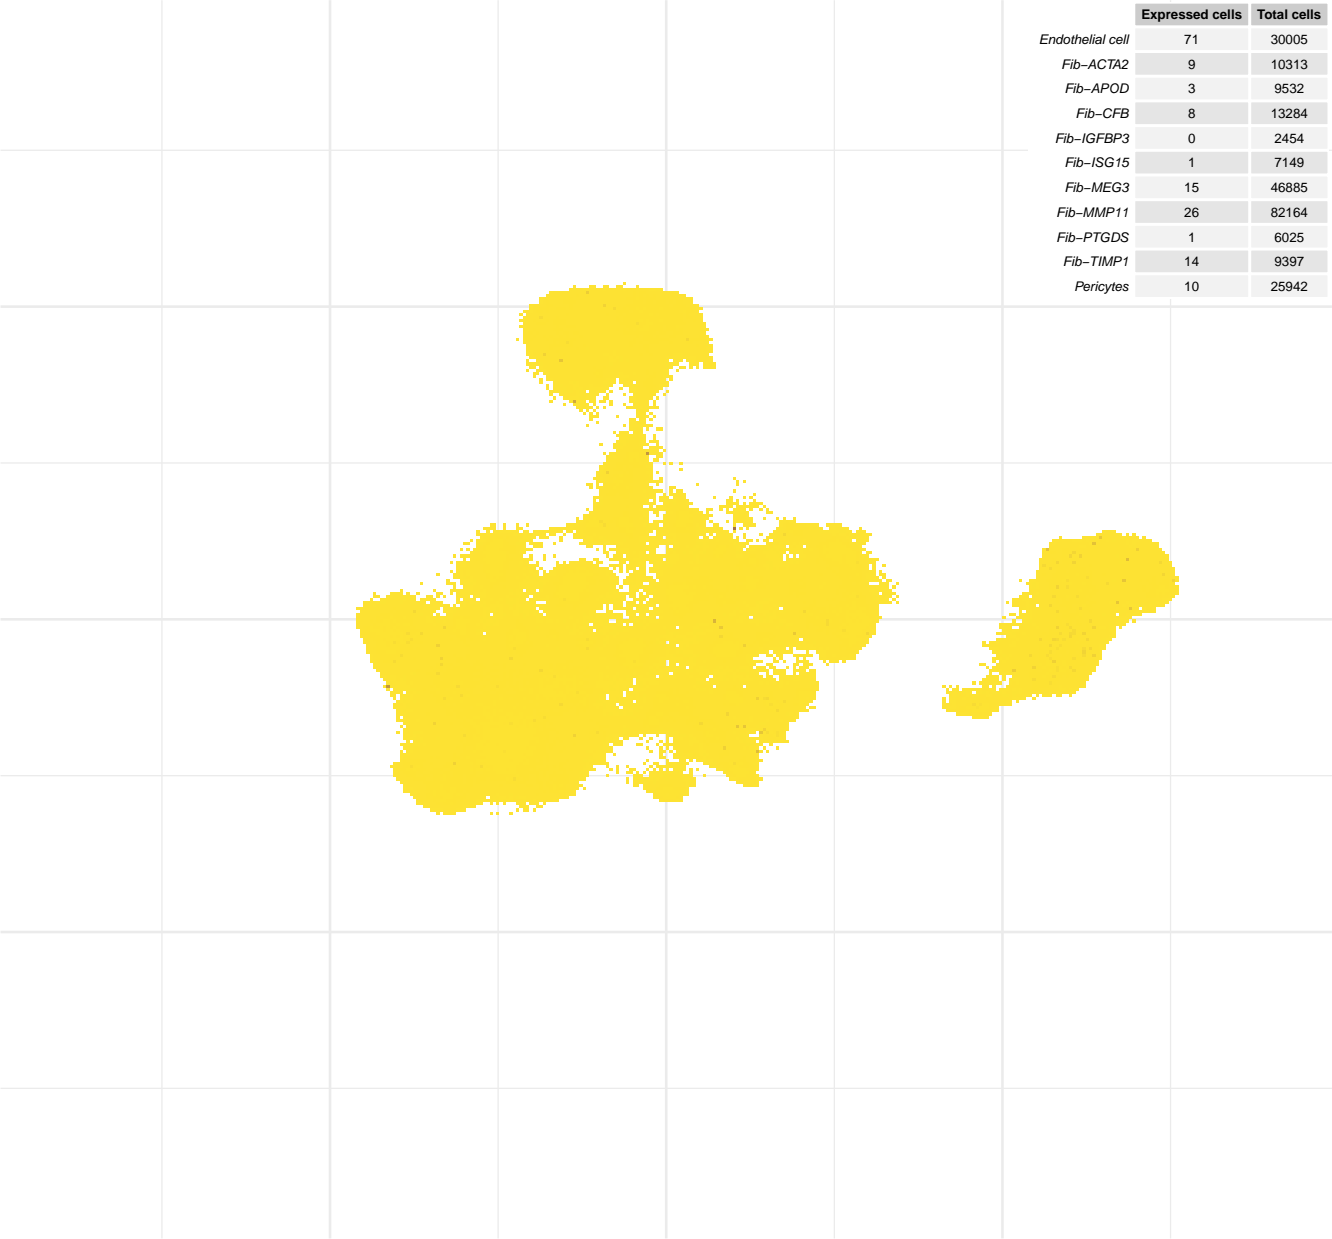 Expressed cells Total cells
Endothelial cell 71 30005
Fib−ACTA2 9 10313
Fib−APOD 3 9532
Fib−CFB 8 13284
Fib−IGFBP3 0 2454
Fib−ISG15 1 7149
Fib−MEG3 15 46885
Fib−MMP11 26 82164
Fib−PTGDS 1 6025
Fib−TIMP1 14 9397
Pericytes 10 25942